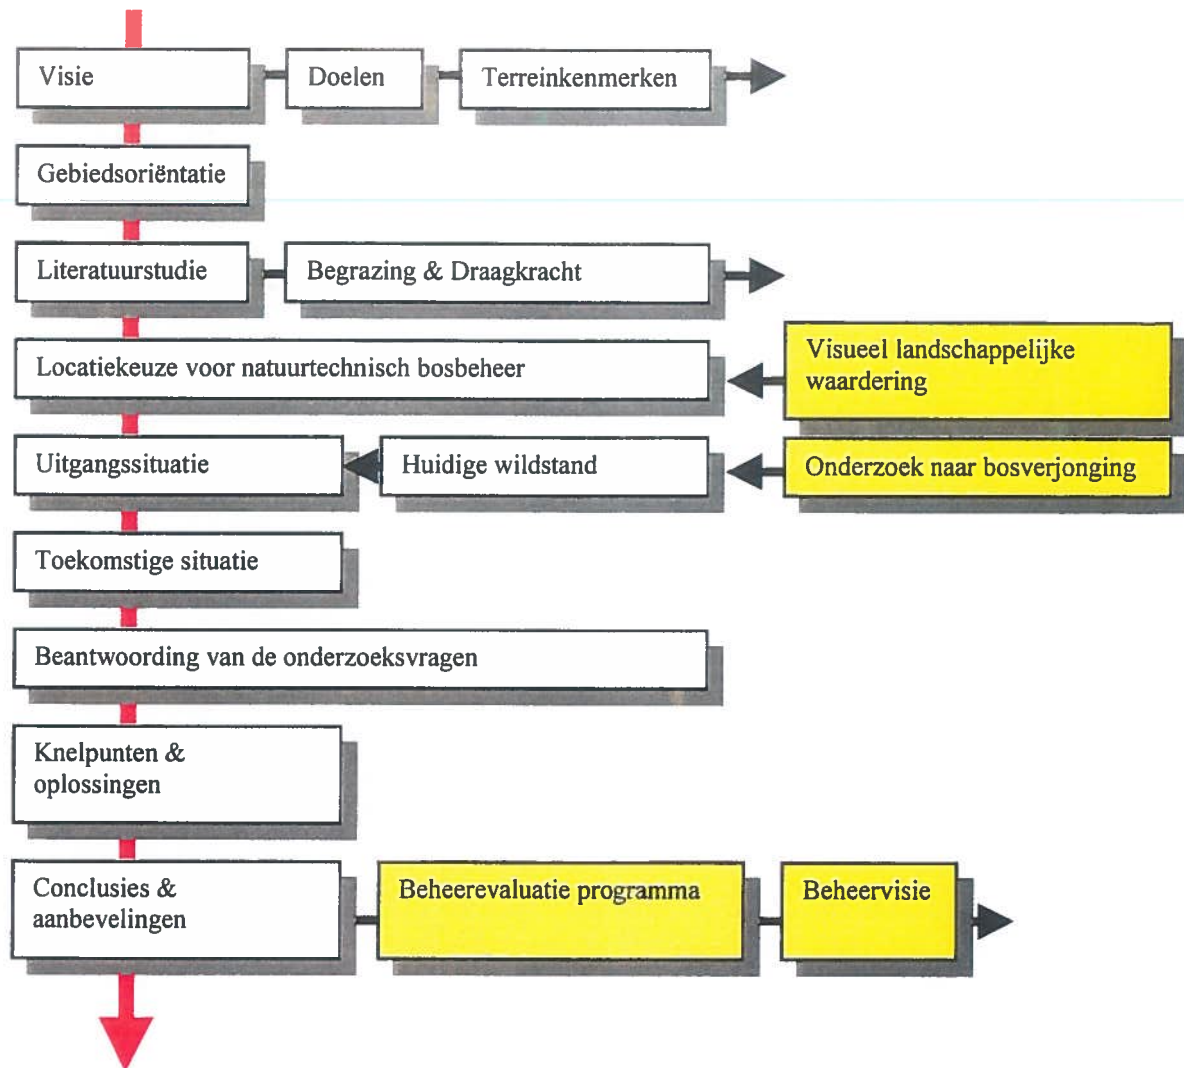 Visie
Doelen
Terreinkenmerken
Gebiedsoriëntatie
Literatuurstudie
Begrazing & Draagkracht
Locatiekeuze voor natuurtechnisch bosbeheer
Visueel landschappelijke
waardering
Uitgangssituatie
Huidige wildstand
Onderzoek naar bosverjonging
Toekomstige situatie
Beantwoording van de onderzoeksvragen
Knelpunten &
oplossingen
Conclusies &
aanbevelingen
Beheerevaluatie programma
Beheervisie